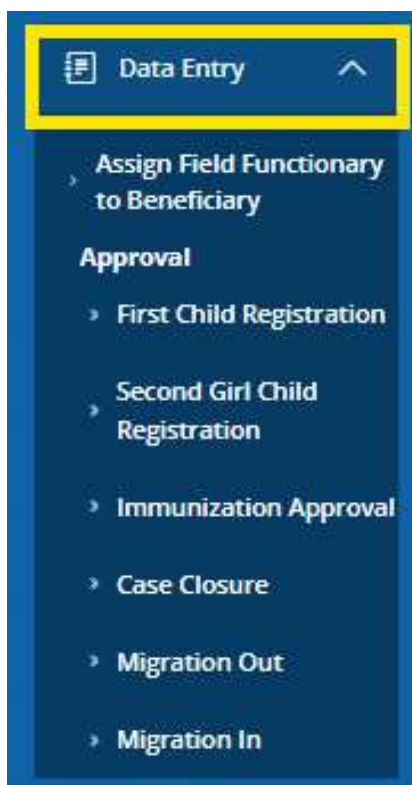 Data Entry
Assign Field Functionary
to Beneficiary
Approval
First Child Registration
Second Girl Child
Registration
Immunization Approval
Case Closure
Migration Out
Migration In